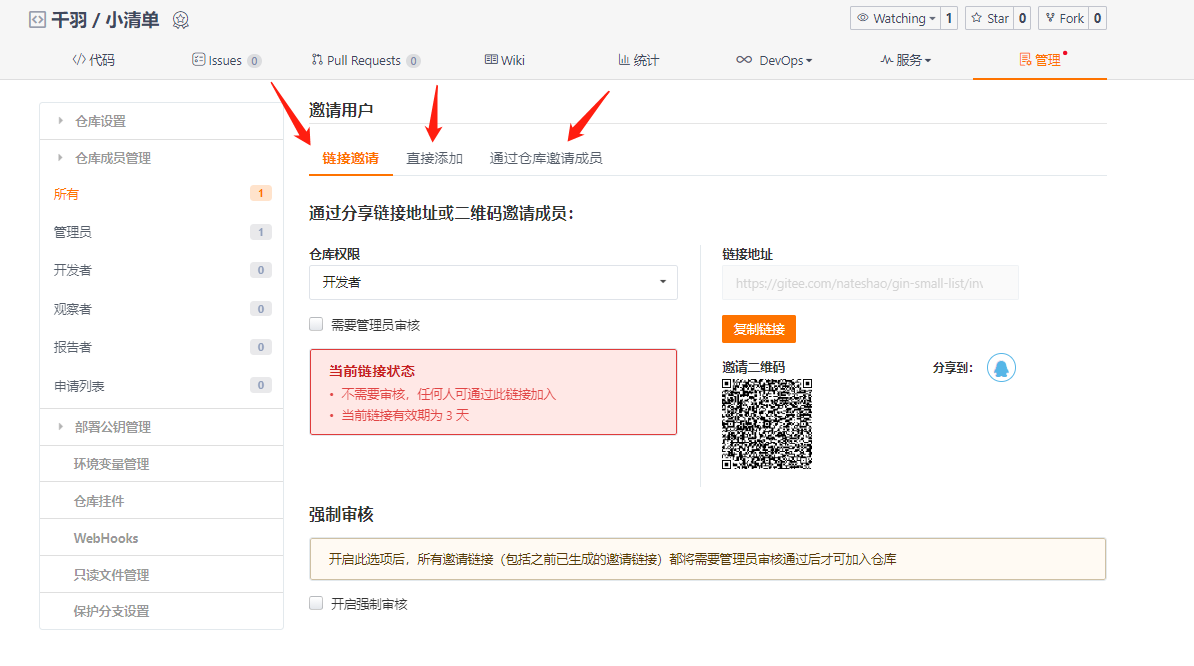 千羽 / 小清单
Watching 1 Star 0 Fork 0
代码 Issues 0 Pull Requests 0 Wiki 统计 DevOps 服务 管理
仓库设置
仓库成员管理
所有 1
管理员 1
开发者 0
观察者 0
报告者 0
申请列表 0
部署公钥管理
环境变量管理
仓库挂件
WebHooks
只读文件管理
保护分支设置
邀请用户
链接邀请 直接添加 通过仓库邀请成员
通过分享链接地址或二维码邀请成员：
仓库权限
开发者
需要管理员审核
当前链接状态
• 不需要审核，任何人可通过此链接加入
• 当前链接有效期为 3 天
链接地址
https://gitee.com/nateshao/gin-small-list/inv
复制链接
邀请二维码 分享到：
强制审核
开启此选项后，所有邀请链接（包括之前已生成的邀请链接）都将需要管理员审核通过后才可加入仓库
开启强制审核